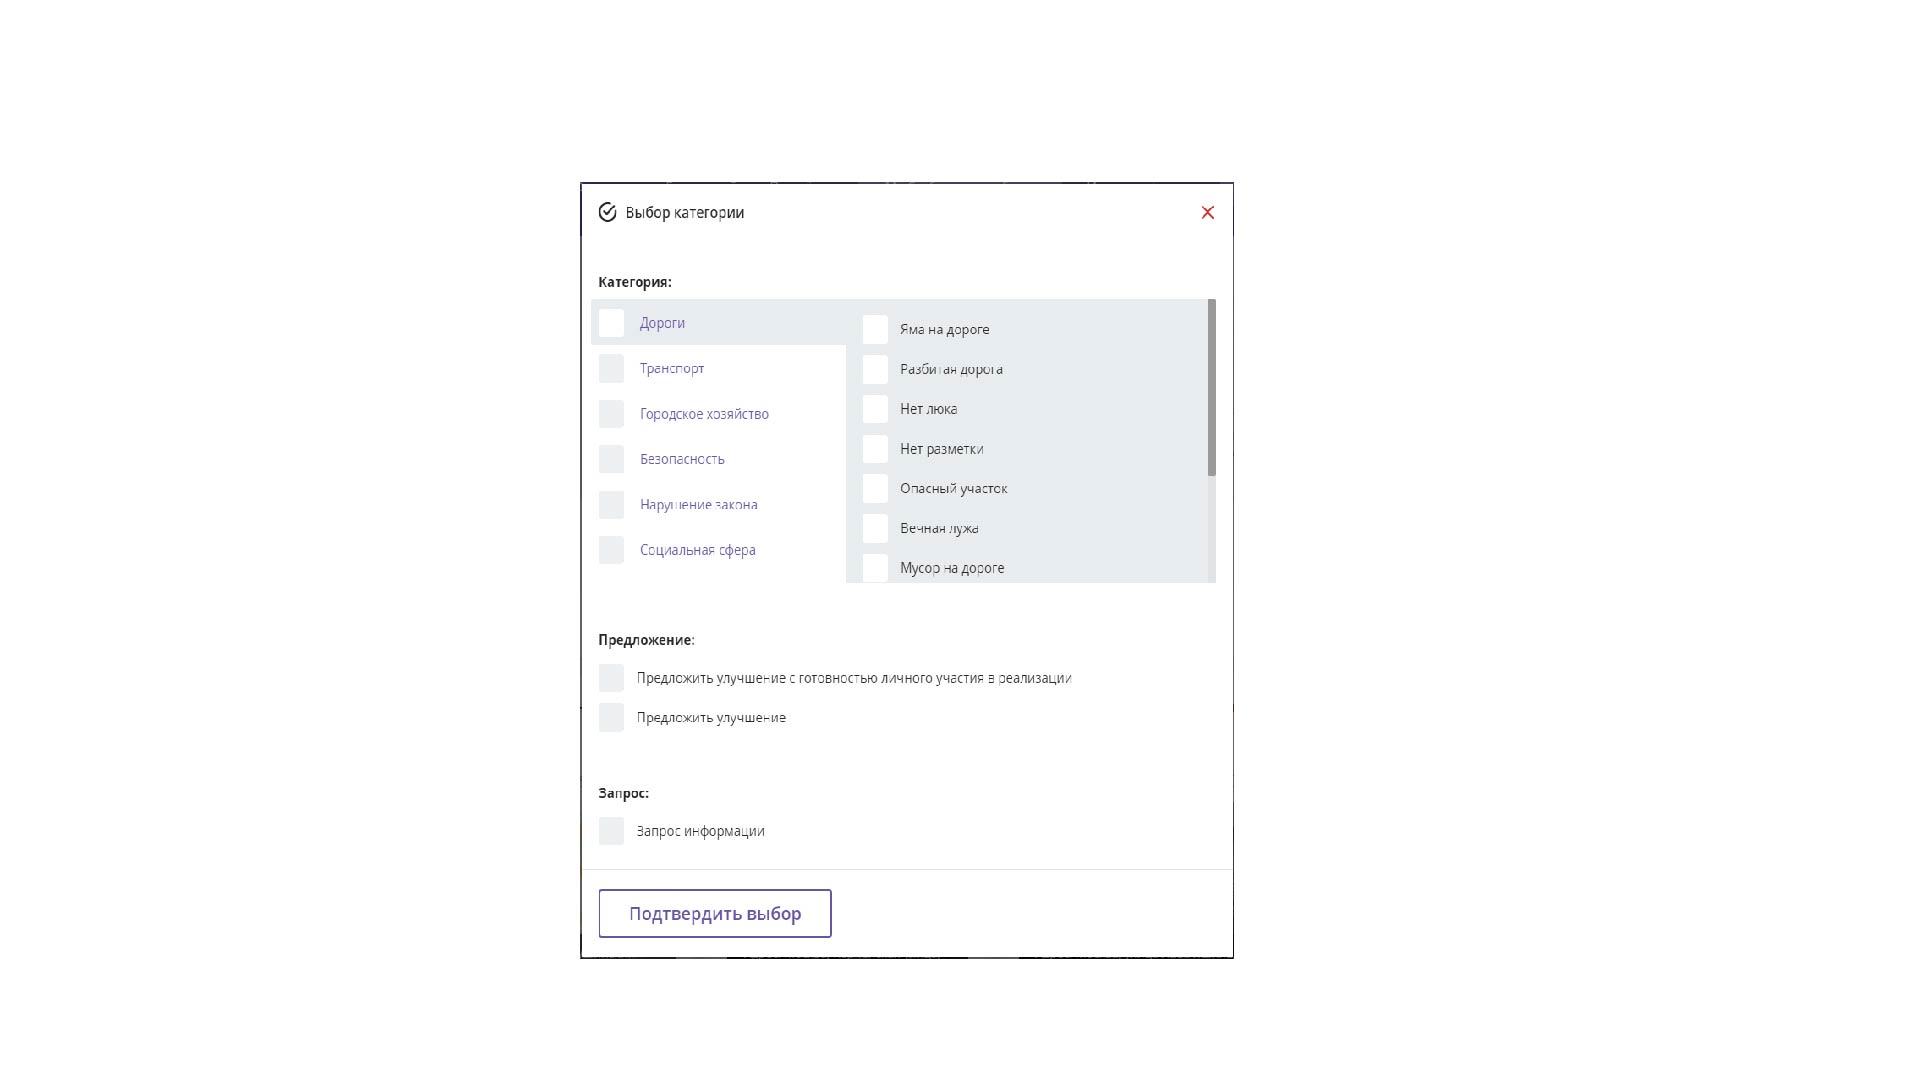 Выбор категории
Категория:
Дороги
Транспорт
Городское хозяйство
Безопасность
Нарушение закона
Социальная сфера
Яма на дороге
Разбитая дорога
Нет люка
Нет разметки
Опасный участок
Вечная лужа
Мусор на дороге
Предложение:
Предложить улучшение с готовностью личного участия в реализации
Предложить улучшение
Запрос:
Запрос информации
Подтвердить выбор